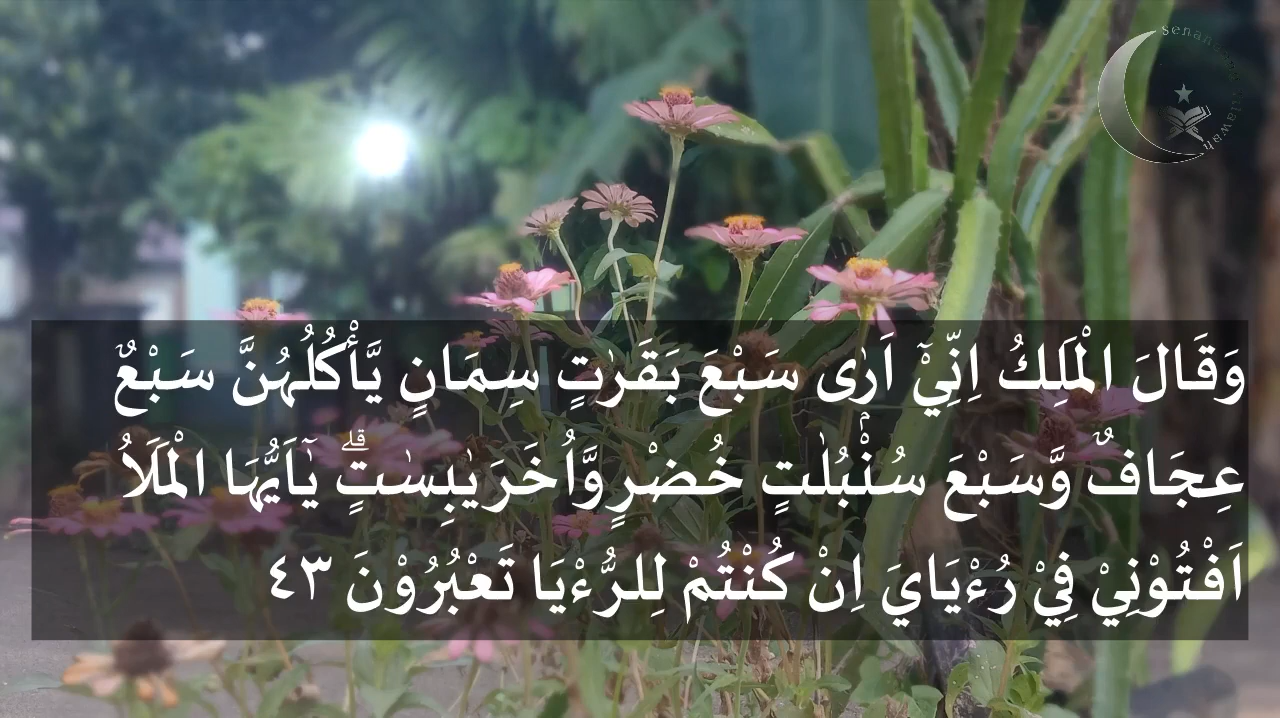 وَقَالَ الْمَلِكُ اِنِّيْٓ اَرٰى سَبْعَ بَقَرٰتٍ سِمَانٍ يَّأْكُلُهُنَّ سَبْعٌ
عِجَافٌ وَّسَبْعَ سُنْۢبُلٰتٍ خُضْرٍ وَّاُخَرَ يٰبِسٰتٍۗ يٰٓاَيُّهَا الْمَلَاُ
اَفْتُوْنِيْ فِيْ رُءْيَايَ اِنْ كُنْتُمْ لِلرُّءْيَا تَعْبُرُوْنَ ٤٣